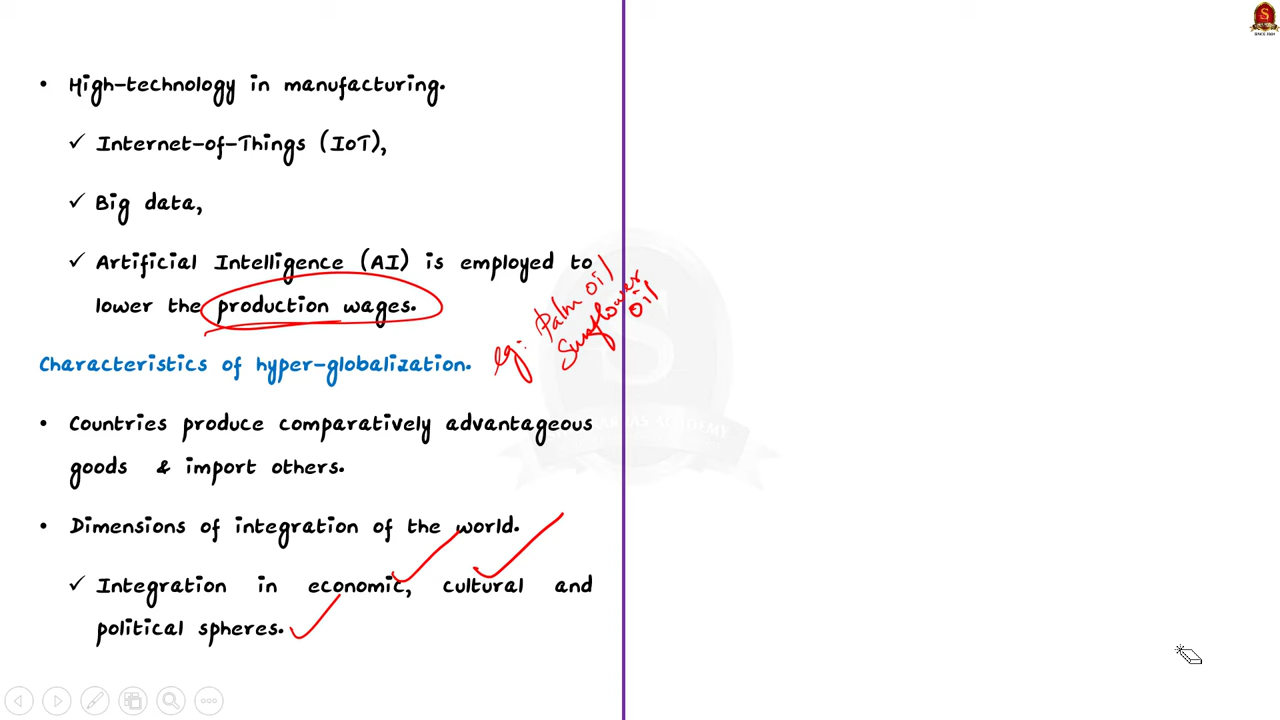 • High-technology in manufacturing.
✓ Internet-of-Things (IoT),
✓ Big data,
✓ Artificial Intelligence (AI) is employed to
lower the production wages.
eg: Palm oil
Sunflower
oil
Characteristics of hyper-globalization.
• Countries produce comparatively advantageous
goods & import others.
• Dimensions of integration of the world.
✓ Integration in economic, cultural and
political spheres.